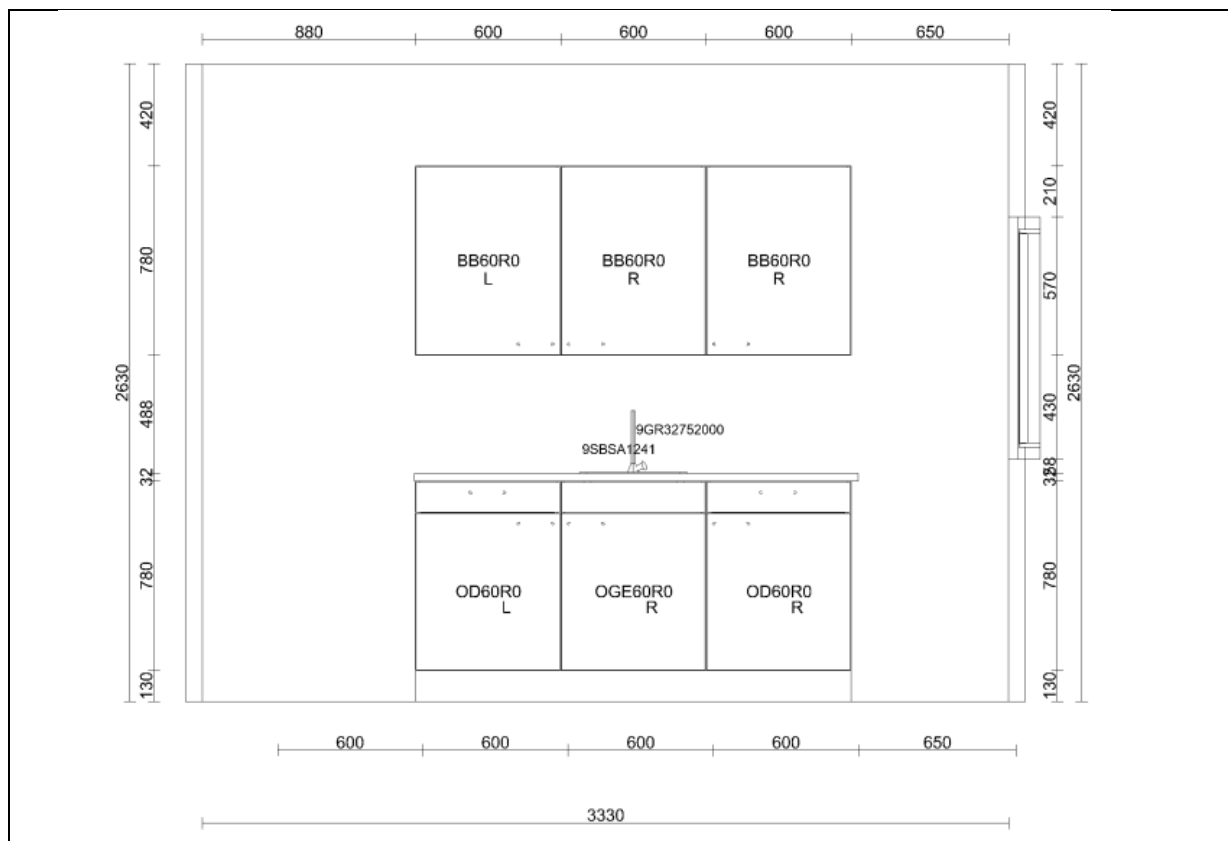 880 600 600 600 650
420 420
210
780 570
BB60R0 BB60R0 BB60R0
L R R
2630 488 430 2630
9GR32752000
9SBSA1241
32
780 780
OD60R0 OGE60R0 OD60R0
L R R
130 130
600 600 600 600 650
3330